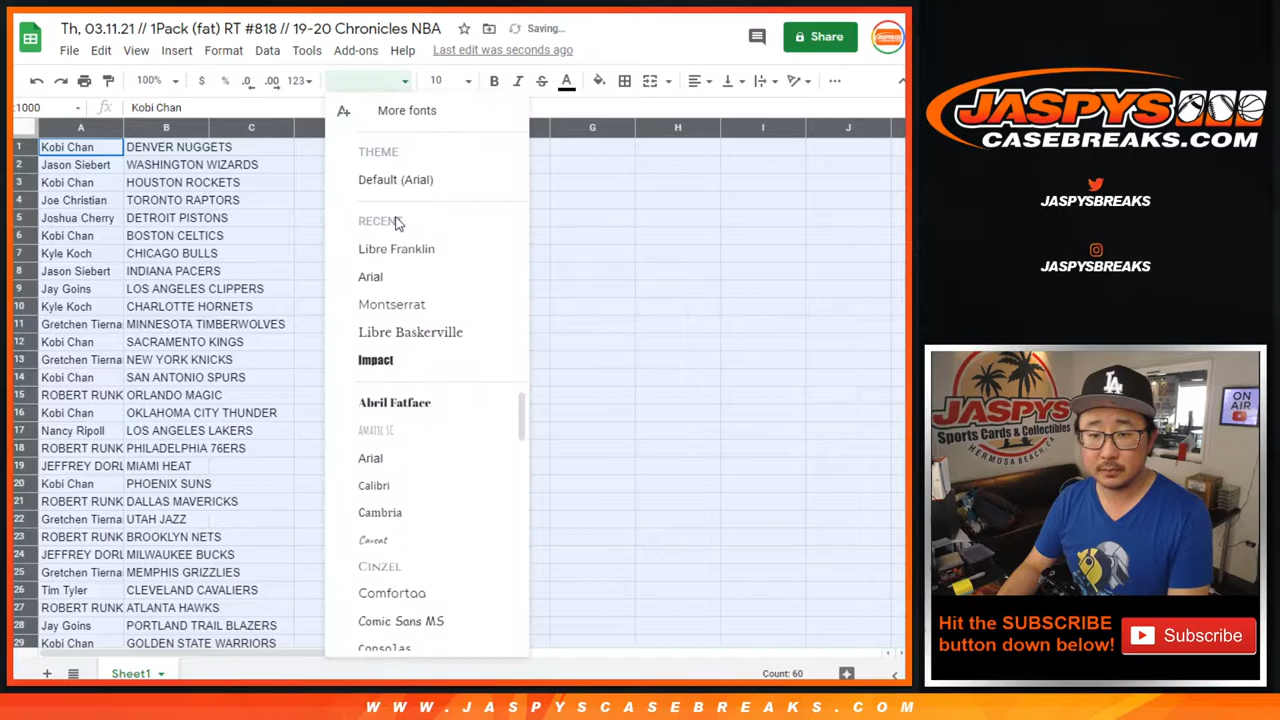 Th, 03.11.21 // 1Pack (fat) RT #818 // 19-20 Chronicles NBA
Saving...
File Edit View Insert Format Data Tools Add-ons Help Last edit was seconds ago
Share
100% $ % .0 .00 123 10 B I S A
:1000 fx Kobi Chan
A B C G H I J
1 Kobi Chan DENVER NUGGETS
2 Jason Siebert WASHINGTON WIZARDS
3 Kobi Chan HOUSTON ROCKETS
4 Joe Christian TORONTO RAPTORS
5 Joshua Cherry DETROIT PISTONS
6 Kobi Chan BOSTON CELTICS
7 Kyle Koch CHICAGO BULLS
8 Jason Siebert INDIANA PACERS
9 Jay Goins LOS ANGELES CLIPPERS
10 Kyle Koch CHARLOTTE HORNETS
11 Gretchen Tierna MINNESOTA TIMBERWOLVES
12 Kobi Chan SACRAMENTO KINGS
13 Gretchen Tierna NEW YORK KNICKS
14 Kobi Chan SAN ANTONIO SPURS
15 ROBERT RUNK ORLANDO MAGIC
16 Kobi Chan OKLAHOMA CITY THUNDER
17 Nancy Ripoll LOS ANGELES LAKERS
18 ROBERT RUNK PHILADELPHIA 76ERS
19 JEFFREY DORL MIAMI HEAT
20 Kobi Chan PHOENIX SUNS
21 ROBERT RUNK DALLAS MAVERICKS
22 Gretchen Tierna UTAH JAZZ
23 ROBERT RUNK BROOKLYN NETS
24 JEFFREY DORL MILWAUKEE BUCKS
25 Gretchen Tierna MEMPHIS GRIZZLIES
26 Tim Tyler CLEVELAND CAVALIERS
27 ROBERT RUNK ATLANTA HAWKS
28 Jay Goins PORTLAND TRAIL BLAZERS
29 Kobi Chan GOLDEN STATE WARRIORS
More fonts
THEME
Default (Arial)
RECENT
Libre Franklin
Arial
Montserrat
Libre Baskerville
Impact
Abril Fatface
AMATIC SC
Arial
Calibri
Cambria
Caveat
CINZEL
Comfortaa
Comic Sans MS
Consolas
Sheet1
Count: 60
JASPYS
CASEBREAKS.COM
JASPYSBREAKS
JASPYSBREAKS
JASPYS
Sports Cards & Collectibles
HERMOSA BEACH, CA
ON
AIR
LA
Hit the SUBSCRIBE
button down below!
Subscribe
WWW.JASPYSCASEBREAKS.COM